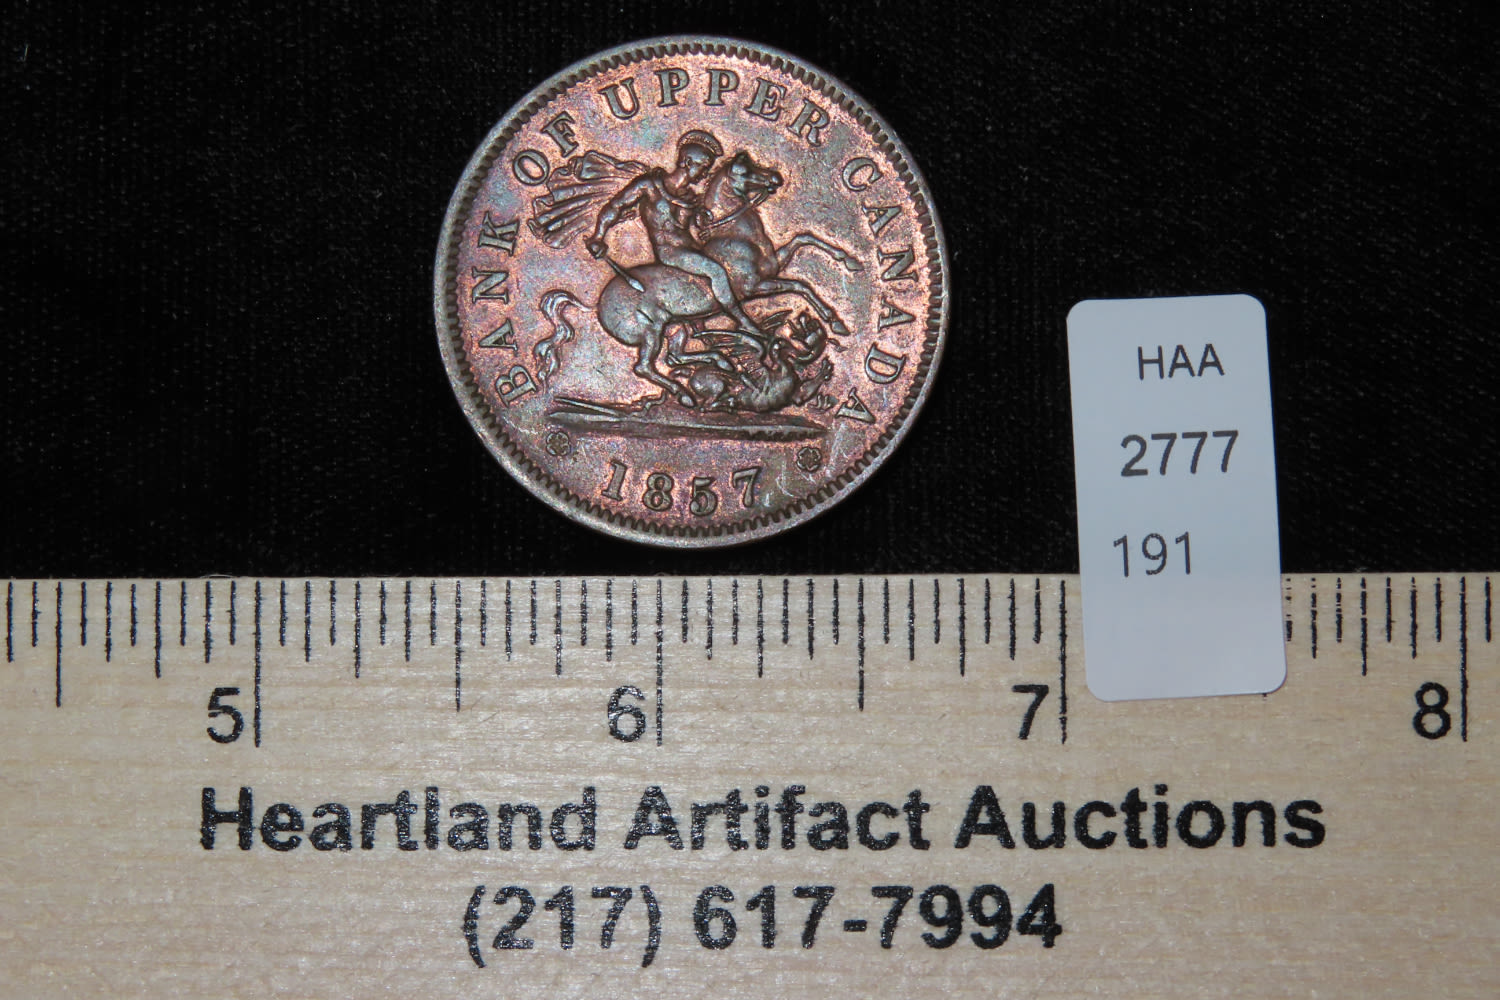 BANK OF UPPER CANADA
1857
HAA
2777
191
5 6 7 8
Heartland Artifact Auctions
(217) 617-7994